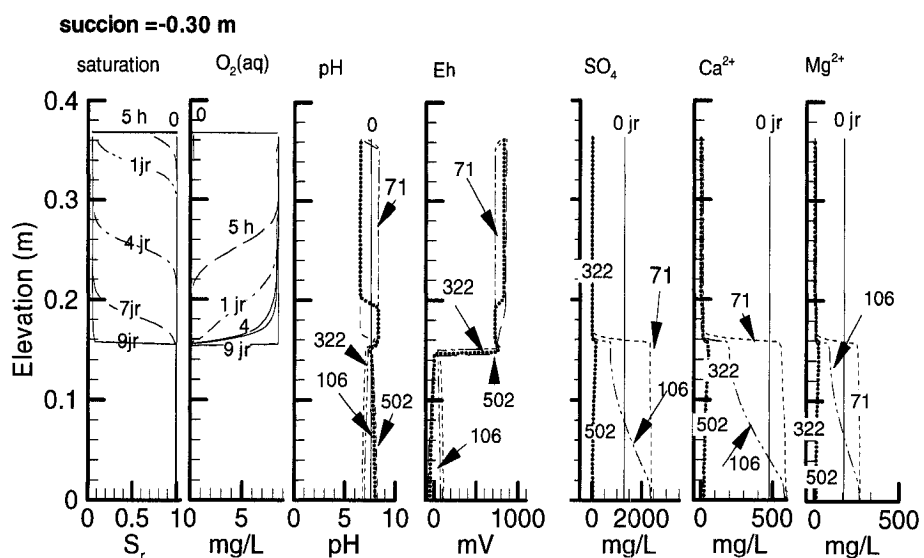 succion =-0.30 m
saturation O₂(aq) pH Eh SO₄ Ca²⁺ Mg²⁺
0.4
5 h 0 0 0 0 jr 0 jr 0 jr
1jr 71 71
0.3
5 h
4 jr
322 322 71 106
0.2
7jr 1 jr 71
4
9jr 9 jr
322 322
106 502 502 71
0.1
106 502 106 502 106 322 502
0
0 0.5 10 5 0 5 10 0 1000 0 2000 0 500 0 500
Sᵣ mg/L pH mV mg/L mg/L mg/L
Elevation (m)